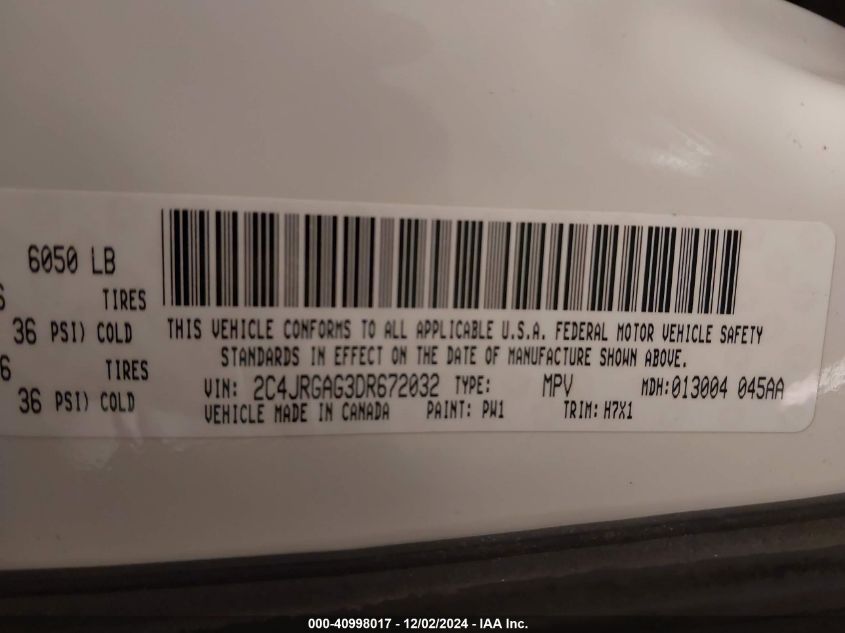 6050 LB
6 TIRES
36 PSI) COLD
6 TIRES
36 PSI) COLD
THIS VEHICLE CONFORMS TO ALL APPLICABLE U.S.A. FEDERAL MOTOR VEHICLE SAFETY
STANDARDS IN EFFECT ON THE DATE OF MANUFACTURE SHOWN ABOVE.
VIN: 2C4JRGAG3DR672032 TYPE: MPV MDH:013004 045AA
VEHICLE MADE IN CANADA PAINT: PW1 TRIM: H7X1
000-40998017 - 12/02/2024 - IAA Inc.